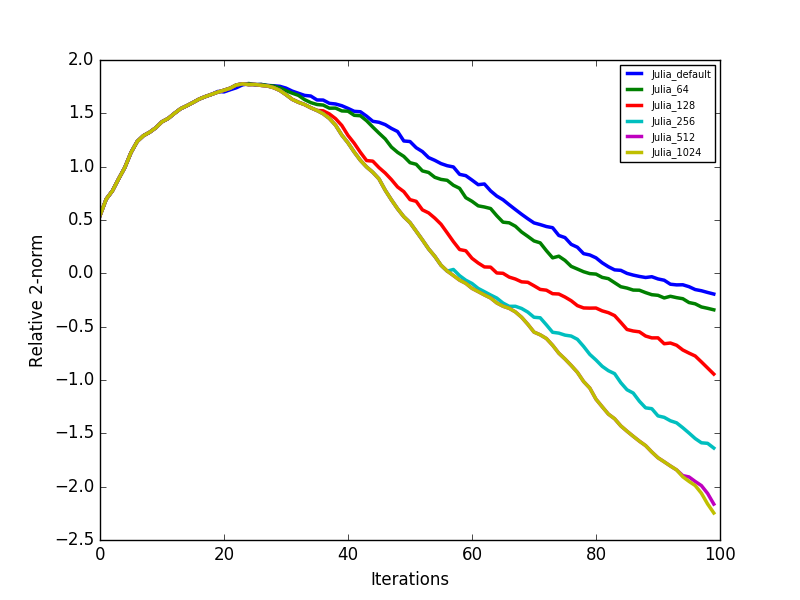 2.0
1.5
1.0
0.5
0.0
−0.5
−1.0
−1.5
−2.0
−2.5
Relative 2-norm
0 20 40 60 80 100
Iterations
Julia_default
Julia_64
Julia_128
Julia_256
Julia_512
Julia_1024